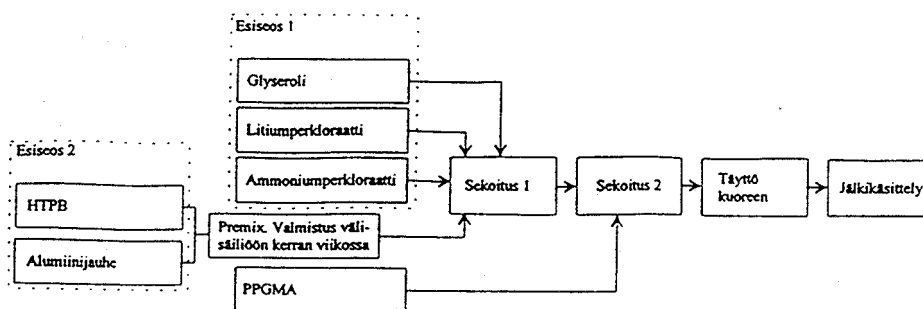 Esiseos 1
Glyseroli
Litiumperkloraatti
Ammoniumperkloraatti
Esiseos 2
HTPB
Alumiinijauhe
Premix. Valmistus väli-
säiliöön kerran viikossa
PPGMA
Sekoitus 1
Sekoitus 2
Täyttö
kuoreen
Jälkikäsittely